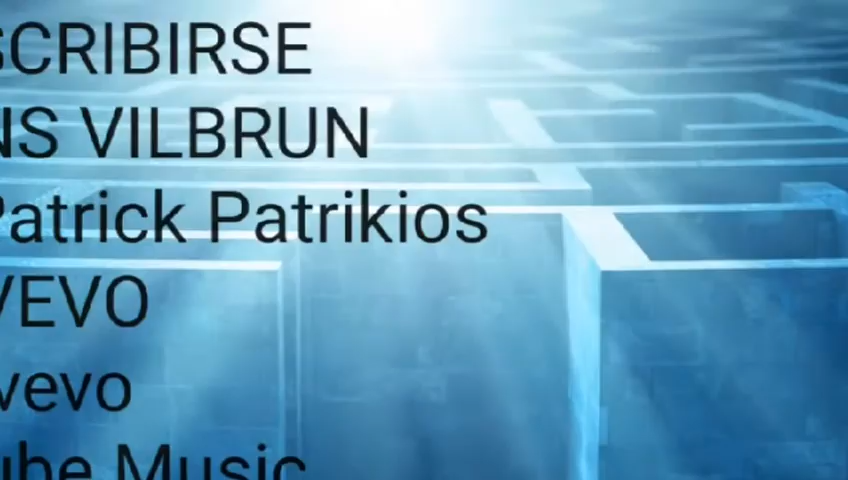 SCRIBIRSE
NS VILBRUN
Patrick Patrikios
VEVO
vevo
ube Music